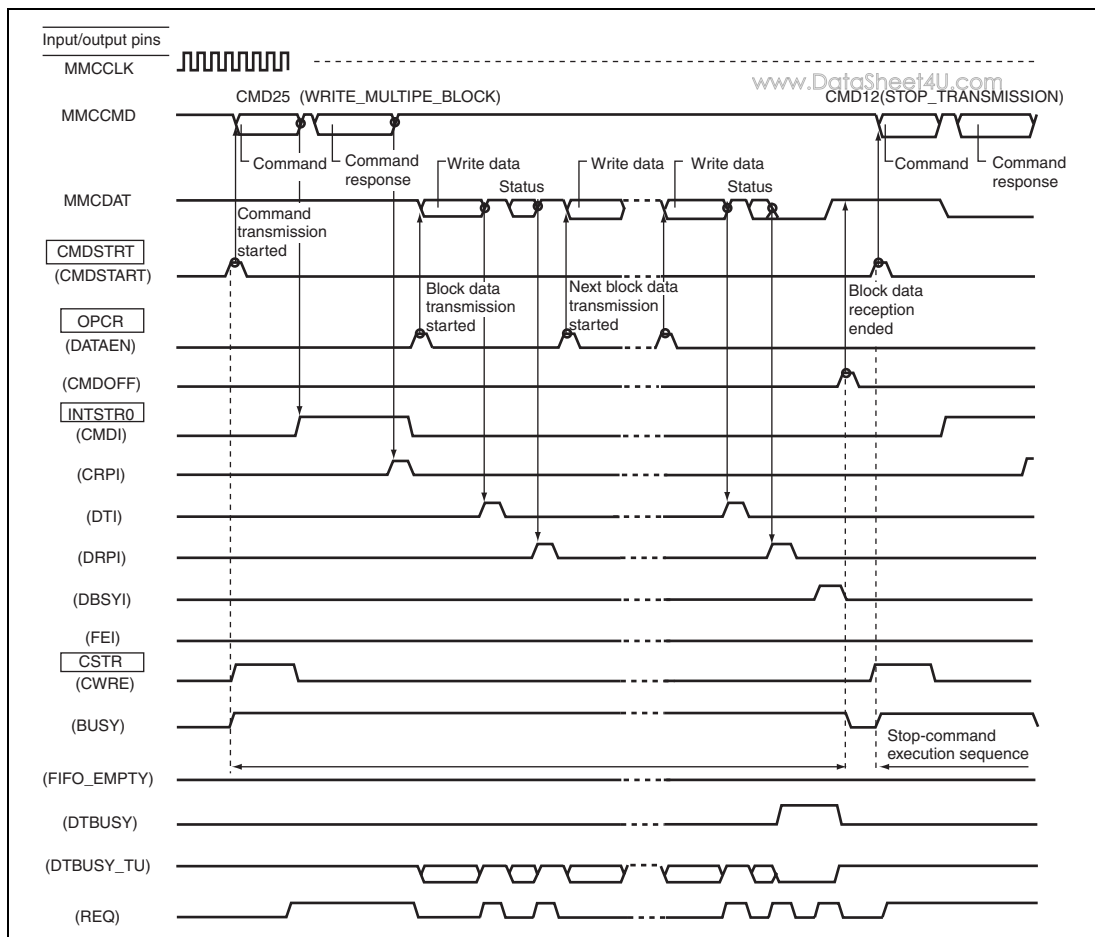 Input/output pins
MMCCLK
www.DataSheet4U.com
CMD25 (WRITE_MULTIPE_BLOCK)
CMD12(STOP_TRANSMISSION)
MMCCMD
Command
Command
response
Command
Command
response
Write data
Write data
Write data
Status
Status
MMCDAT
Command
transmission
started
CMDSTRT
(CMDSTART)
Block data
transmission
started
Next block data
transmission
started
Block data
reception
ended
OPCR
(DATAEN)
(CMDOFF)
INTSTR0
(CMDI)
(CRPI)
(DTI)
(DRPI)
(DBSYI)
(FEI)
CSTR
(CWRE)
(BUSY)
Stop-command
execution sequence
(FIFO_EMPTY)
(DTBUSY)
(DTBUSY_TU)
(REQ)